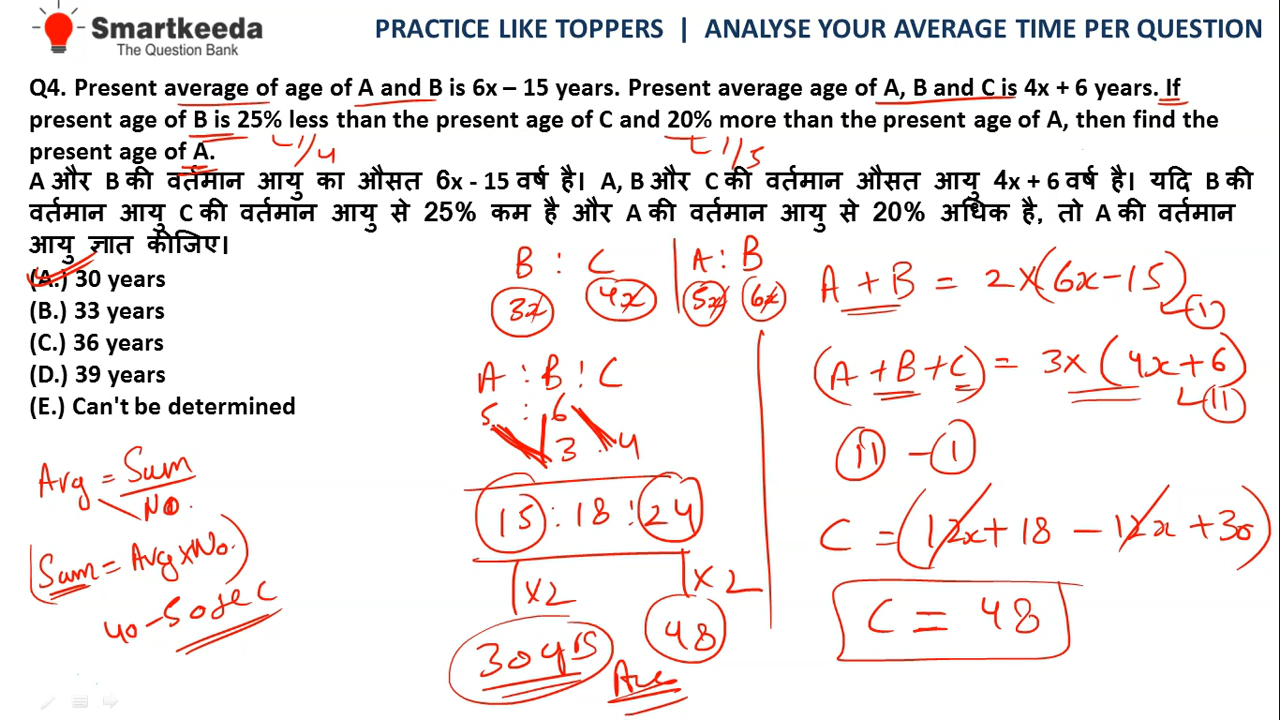 Smartkeeda
The Question Bank
PRACTICE LIKE TOPPERS | ANALYSE YOUR AVERAGE TIME PER QUESTION
Q4. Present average of age of A and B is 6x – 15 years. Present average age of A, B and C is 4x + 6 years. If
present age of B is 25% less than the present age of C and 20% more than the present age of A, then find the
present age of A.
1/4 1/5
A और B की वर्तमान आयु का औसत 6x - 15 वर्ष है। A, B और C की वर्तमान औसत आयु 4x + 6 वर्ष है। यदि B की
वर्तमान आयु C की वर्तमान आयु से 25% कम है और A की वर्तमान आयु से 20% अधिक है, तो A की वर्तमान
आयु ज्ञात कीजिए।
(A.) 30 years
(B.) 33 years
(C.) 36 years
(D.) 39 years
(E.) Can't be determined
Avg = Sum
No.
Sum = Avg × No.
40 – 50 sec
B : C
3x 4x
A : B
5x 6x
A : B : C
5 : 6
3 : 4
15 : 18 : 24
×2 ×2
30 yrs 48
Ans
A + B = 2 × (6x – 15)
(1)
(A + B + C) = 3 × (4x + 6)
(11)
(11) – (1)
C = (12x + 18 – 12x + 30)
C = 48